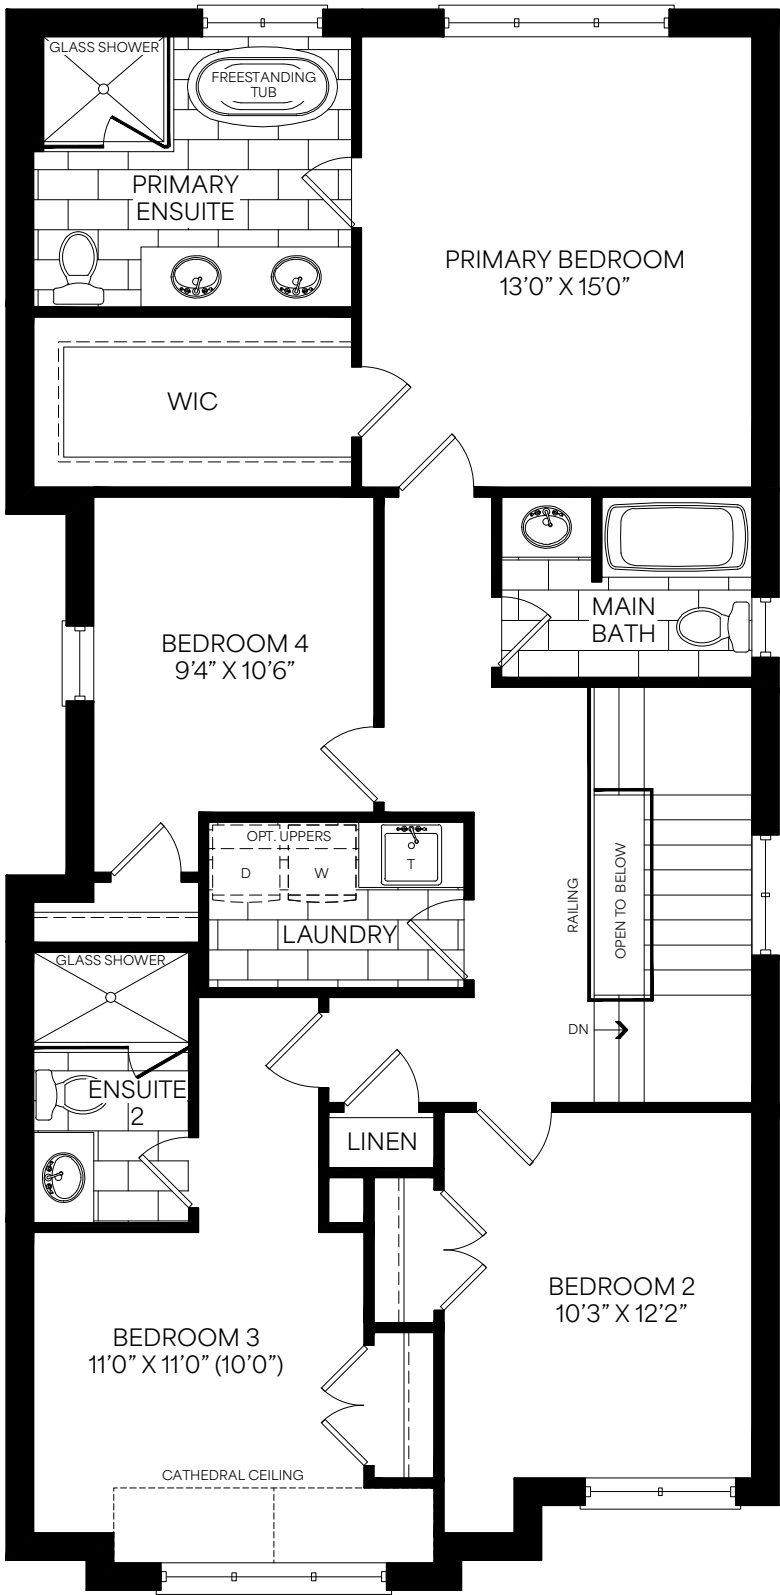 GLASS SHOWER
FREESTANDING
TUB
PRIMARY
ENSUITE
PRIMARY BEDROOM
13'0" X 15'0"
WIC
MAIN
BATH
BEDROOM 4
9'4" X 10'6"
OPT. UPPERS
D
W
T
LAUNDRY
RAILING
OPEN TO BELOW
GLASS SHOWER
DN
ENSUITE
2
LINEN
BEDROOM 2
10'3" X 12'2"
BEDROOM 3
11'0" X 11'0" (10'0")
CATHEDRAL CEILING